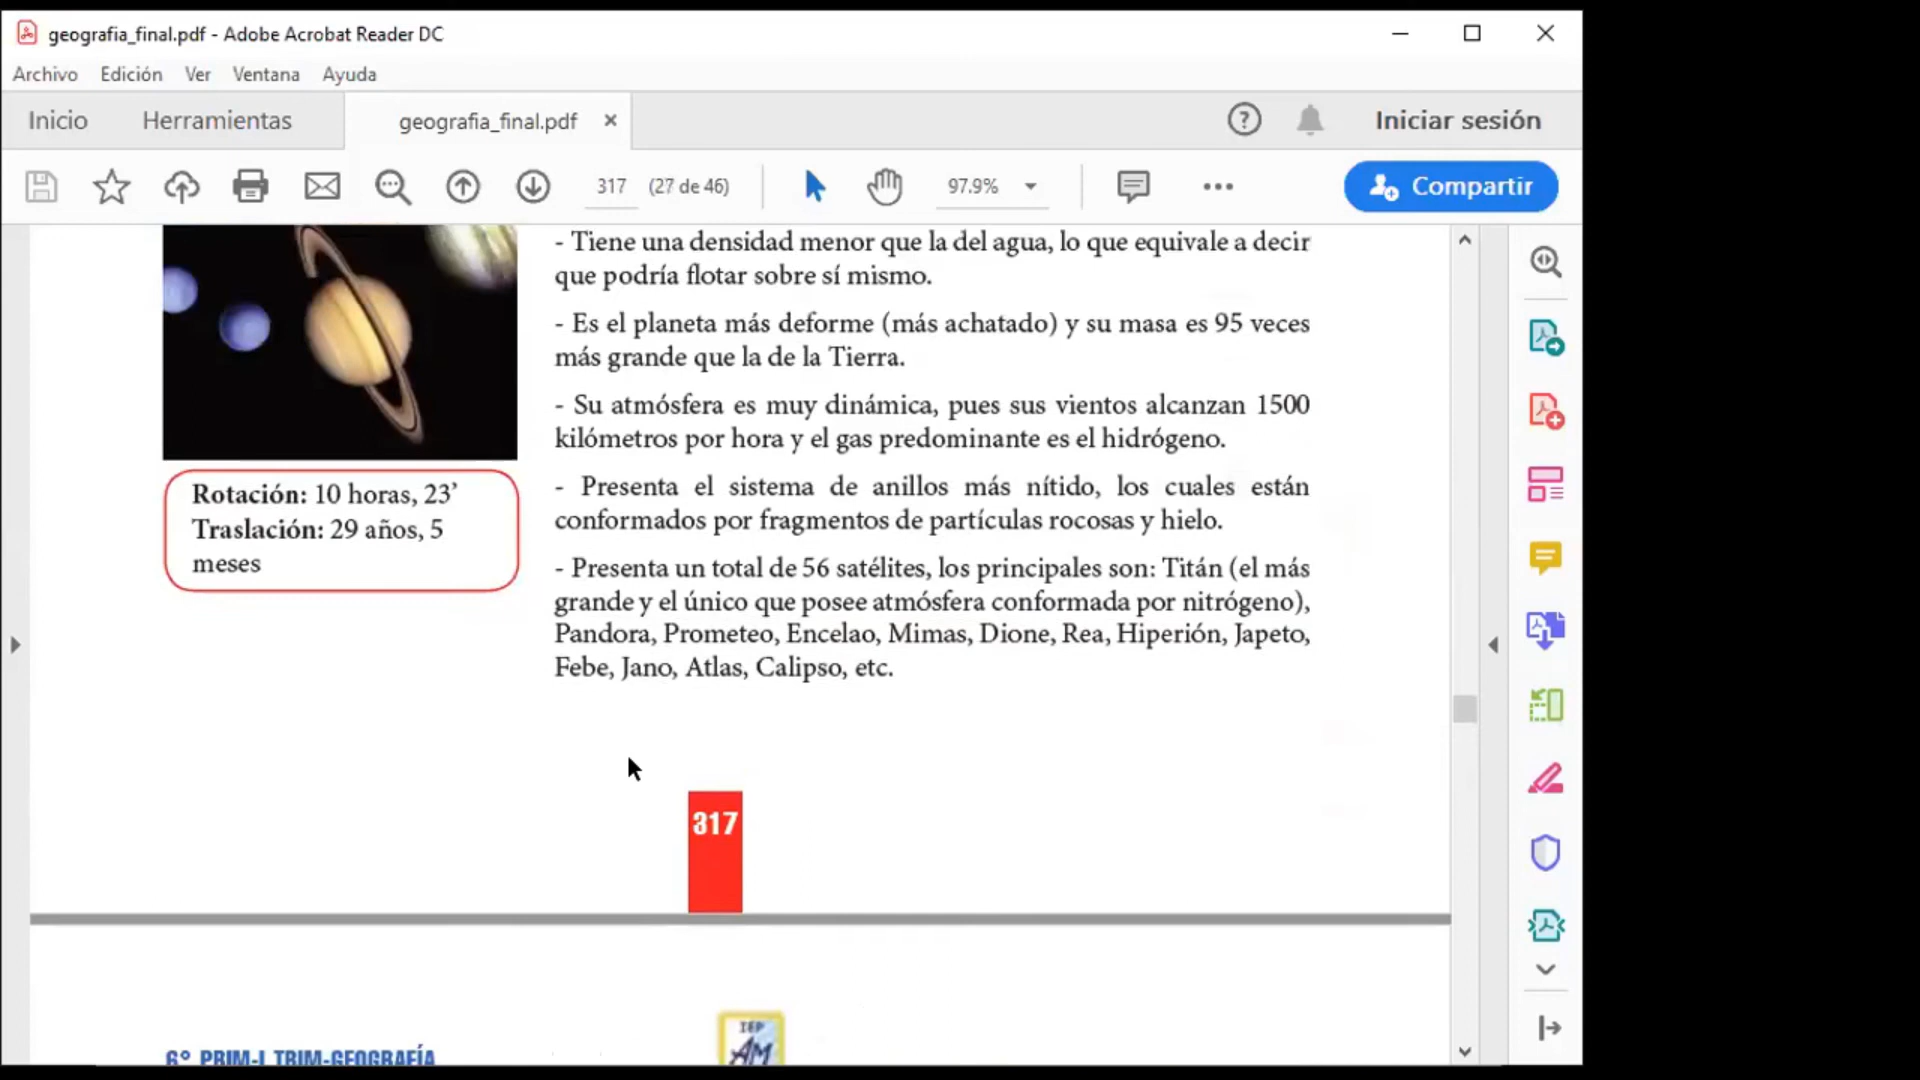 geografia_final.pdf - Adobe Acrobat Reader DC
Archivo Edición Ver Ventana Ayuda
Inicio Herramientas geografia_final.pdf × Iniciar sesión
317 (27 de 46) 97.9% Compartir
- Tiene una densidad menor que la del agua, lo que equivale a decir
que podría flotar sobre sí mismo.
- Es el planeta más deforme (más achatado) y su masa es 95 veces
más grande que la de la Tierra.
- Su atmósfera es muy dinámica, pues sus vientos alcanzan 1500
kilómetros por hora y el gas predominante es el hidrógeno.
- Presenta el sistema de anillos más nítido, los cuales están
conformados por fragmentos de partículas rocosas y hielo.
- Presenta un total de 56 satélites, los principales son: Titán (el más
grande y el único que posee atmósfera conformada por nitrógeno),
Pandora, Prometeo, Encelao, Mimas, Dione, Rea, Hiperión, Japeto,
Febe, Jano, Atlas, Calipso, etc.
Rotación: 10 horas, 23’
Traslación: 29 años, 5
meses
317
6° PRIM-I TRIM-GEOGRAFÍA
IEP
AM